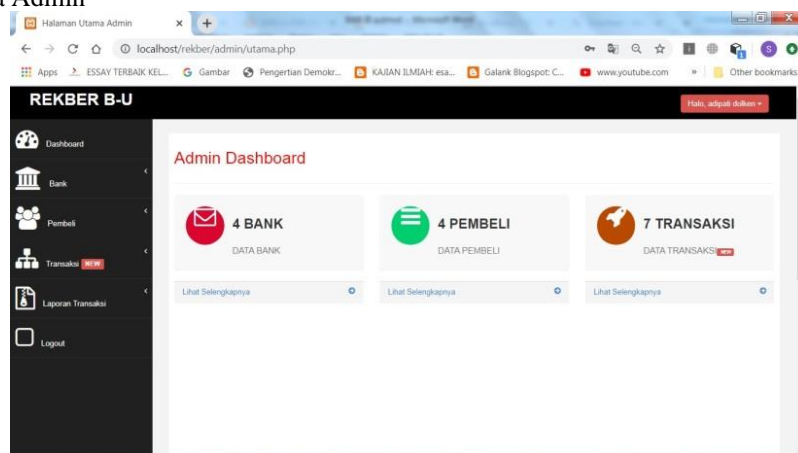 Admin
Halaman Utama Admin
localhost/rekber/admin/utama.php
Apps ESSAY TERBAIK KEL... Gambar Pengertian Demokr... KAJIAN ILMIAH: esa... Galank Blogspot: C... www.youtube.com » Other bookmarks
REKBER B-U
Halo, adipati dolken
Dashboard
Bank
Pembeli
Transaksi NEW
Laporan Transaksi
Logout
Admin Dashboard
4 BANK
DATA BANK
Lihat Selengkapnya
4 PEMBELI
DATA PEMBELI
Lihat Selengkapnya
7 TRANSAKSI
DATA TRANSAKSI NEW
Lihat Selengkapnya